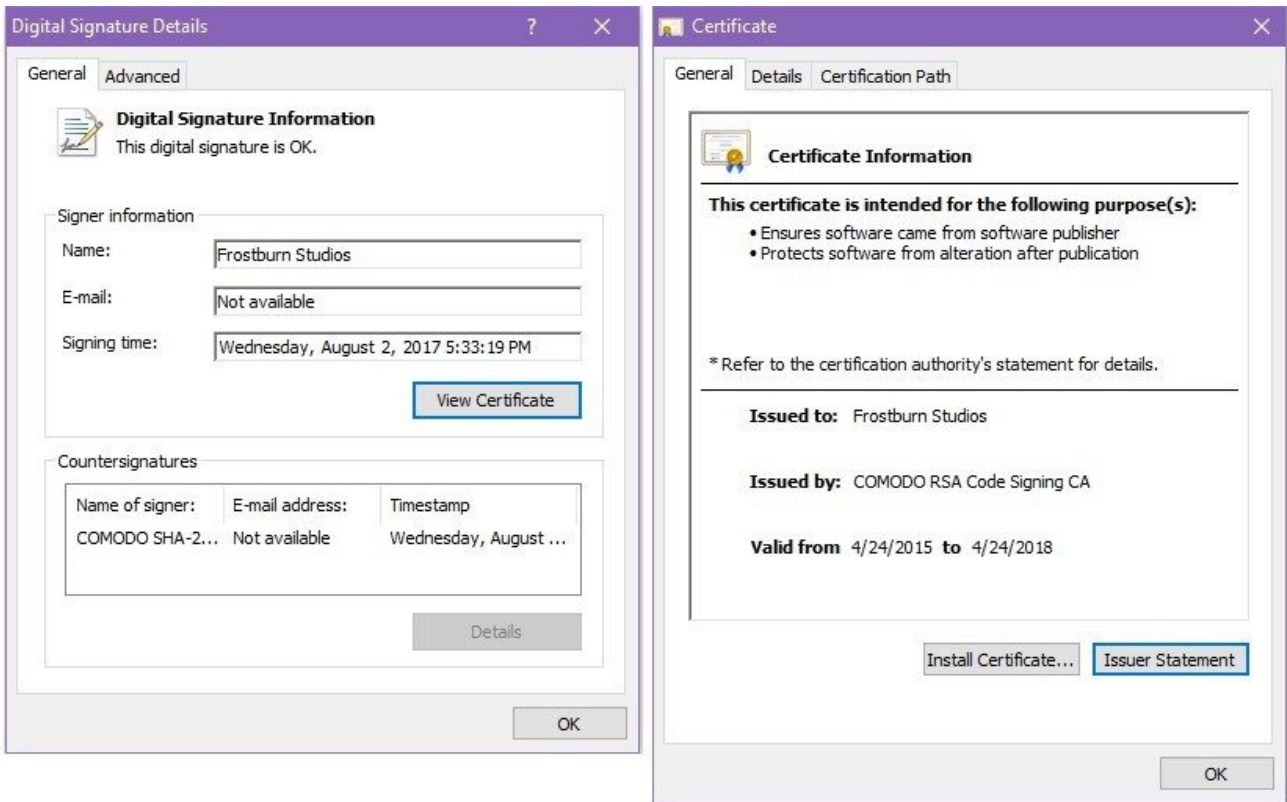 Digital Signature Details
General Advanced
Digital Signature Information
This digital signature is OK.
Signer information
Name: Frostburn Studios
E-mail: Not available
Signing time: Wednesday, August 2, 2017 5:33:19 PM
View Certificate
Countersignatures
Name of signer: E-mail address: Timestamp
COMODO SHA-2... Not available Wednesday, August ...
Details
OK
Certificate
General Details Certification Path
Certificate Information
This certificate is intended for the following purpose(s):
• Ensures software came from software publisher
• Protects software from alteration after publication
* Refer to the certification authority's statement for details.
Issued to: Frostburn Studios
Issued by: COMODO RSA Code Signing CA
Valid from 4/24/2015 to 4/24/2018
Install Certificate... Issuer Statement
OK